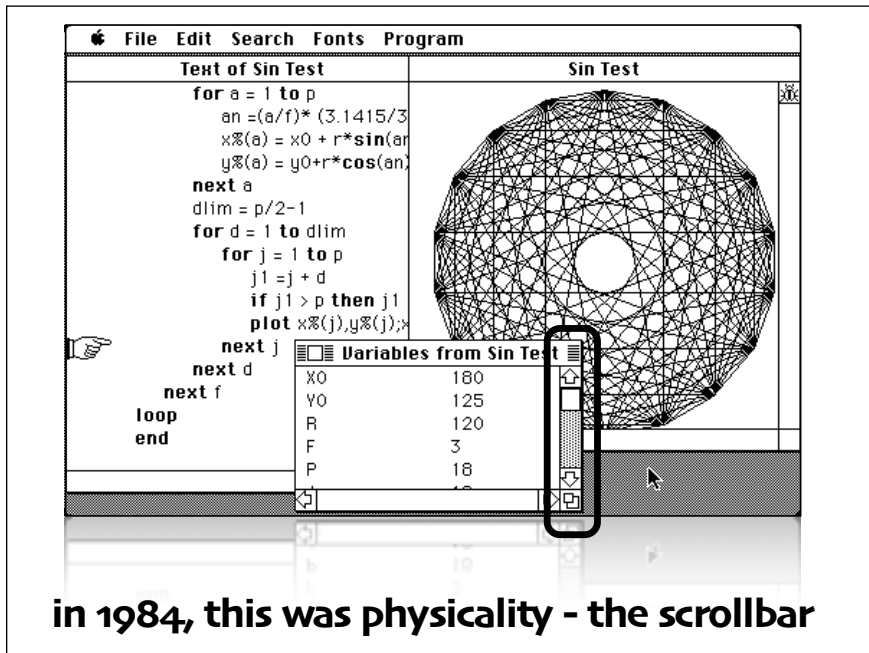 File Edit Search Fonts Program
Text of Sin Test
Sin Test
for a = 1 to p
an =(a/f)* (3.1415/3
x%(a) = x0 + r*sin(an
y%(a) = y0+r*cos(an)
next a
dlim = p/2-1
for d = 1 to dlim
for j = 1 to p
j1 =j + d
if j1 > p then j1
plot x%(j),y%(j);x
next j
next d
next f
loop
end
Variables from Sin Test
X0 180
Y0 125
R 120
F 3
P 18
in 1984, this was physicality - the scrollbar